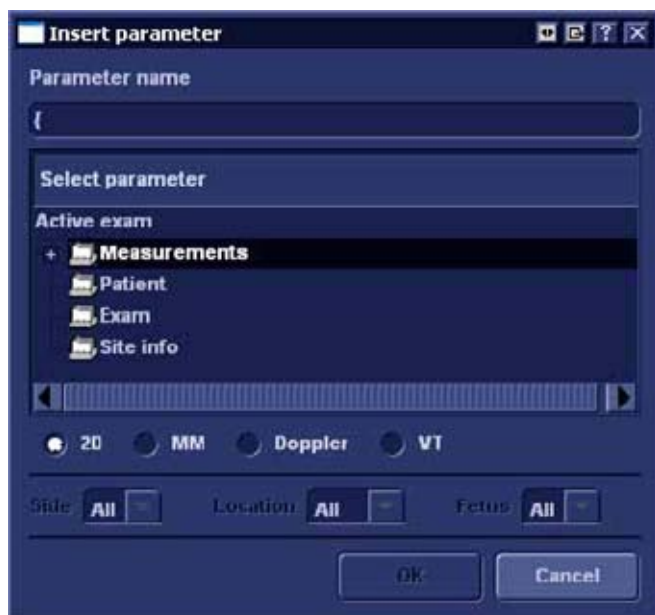 Insert parameter
Parameter name
{
Select parameter
Active exam
+ Measurements
Patient
Exam
Site info
2D MM Doppler VT
Side All Location All Fetus All
OK Cancel